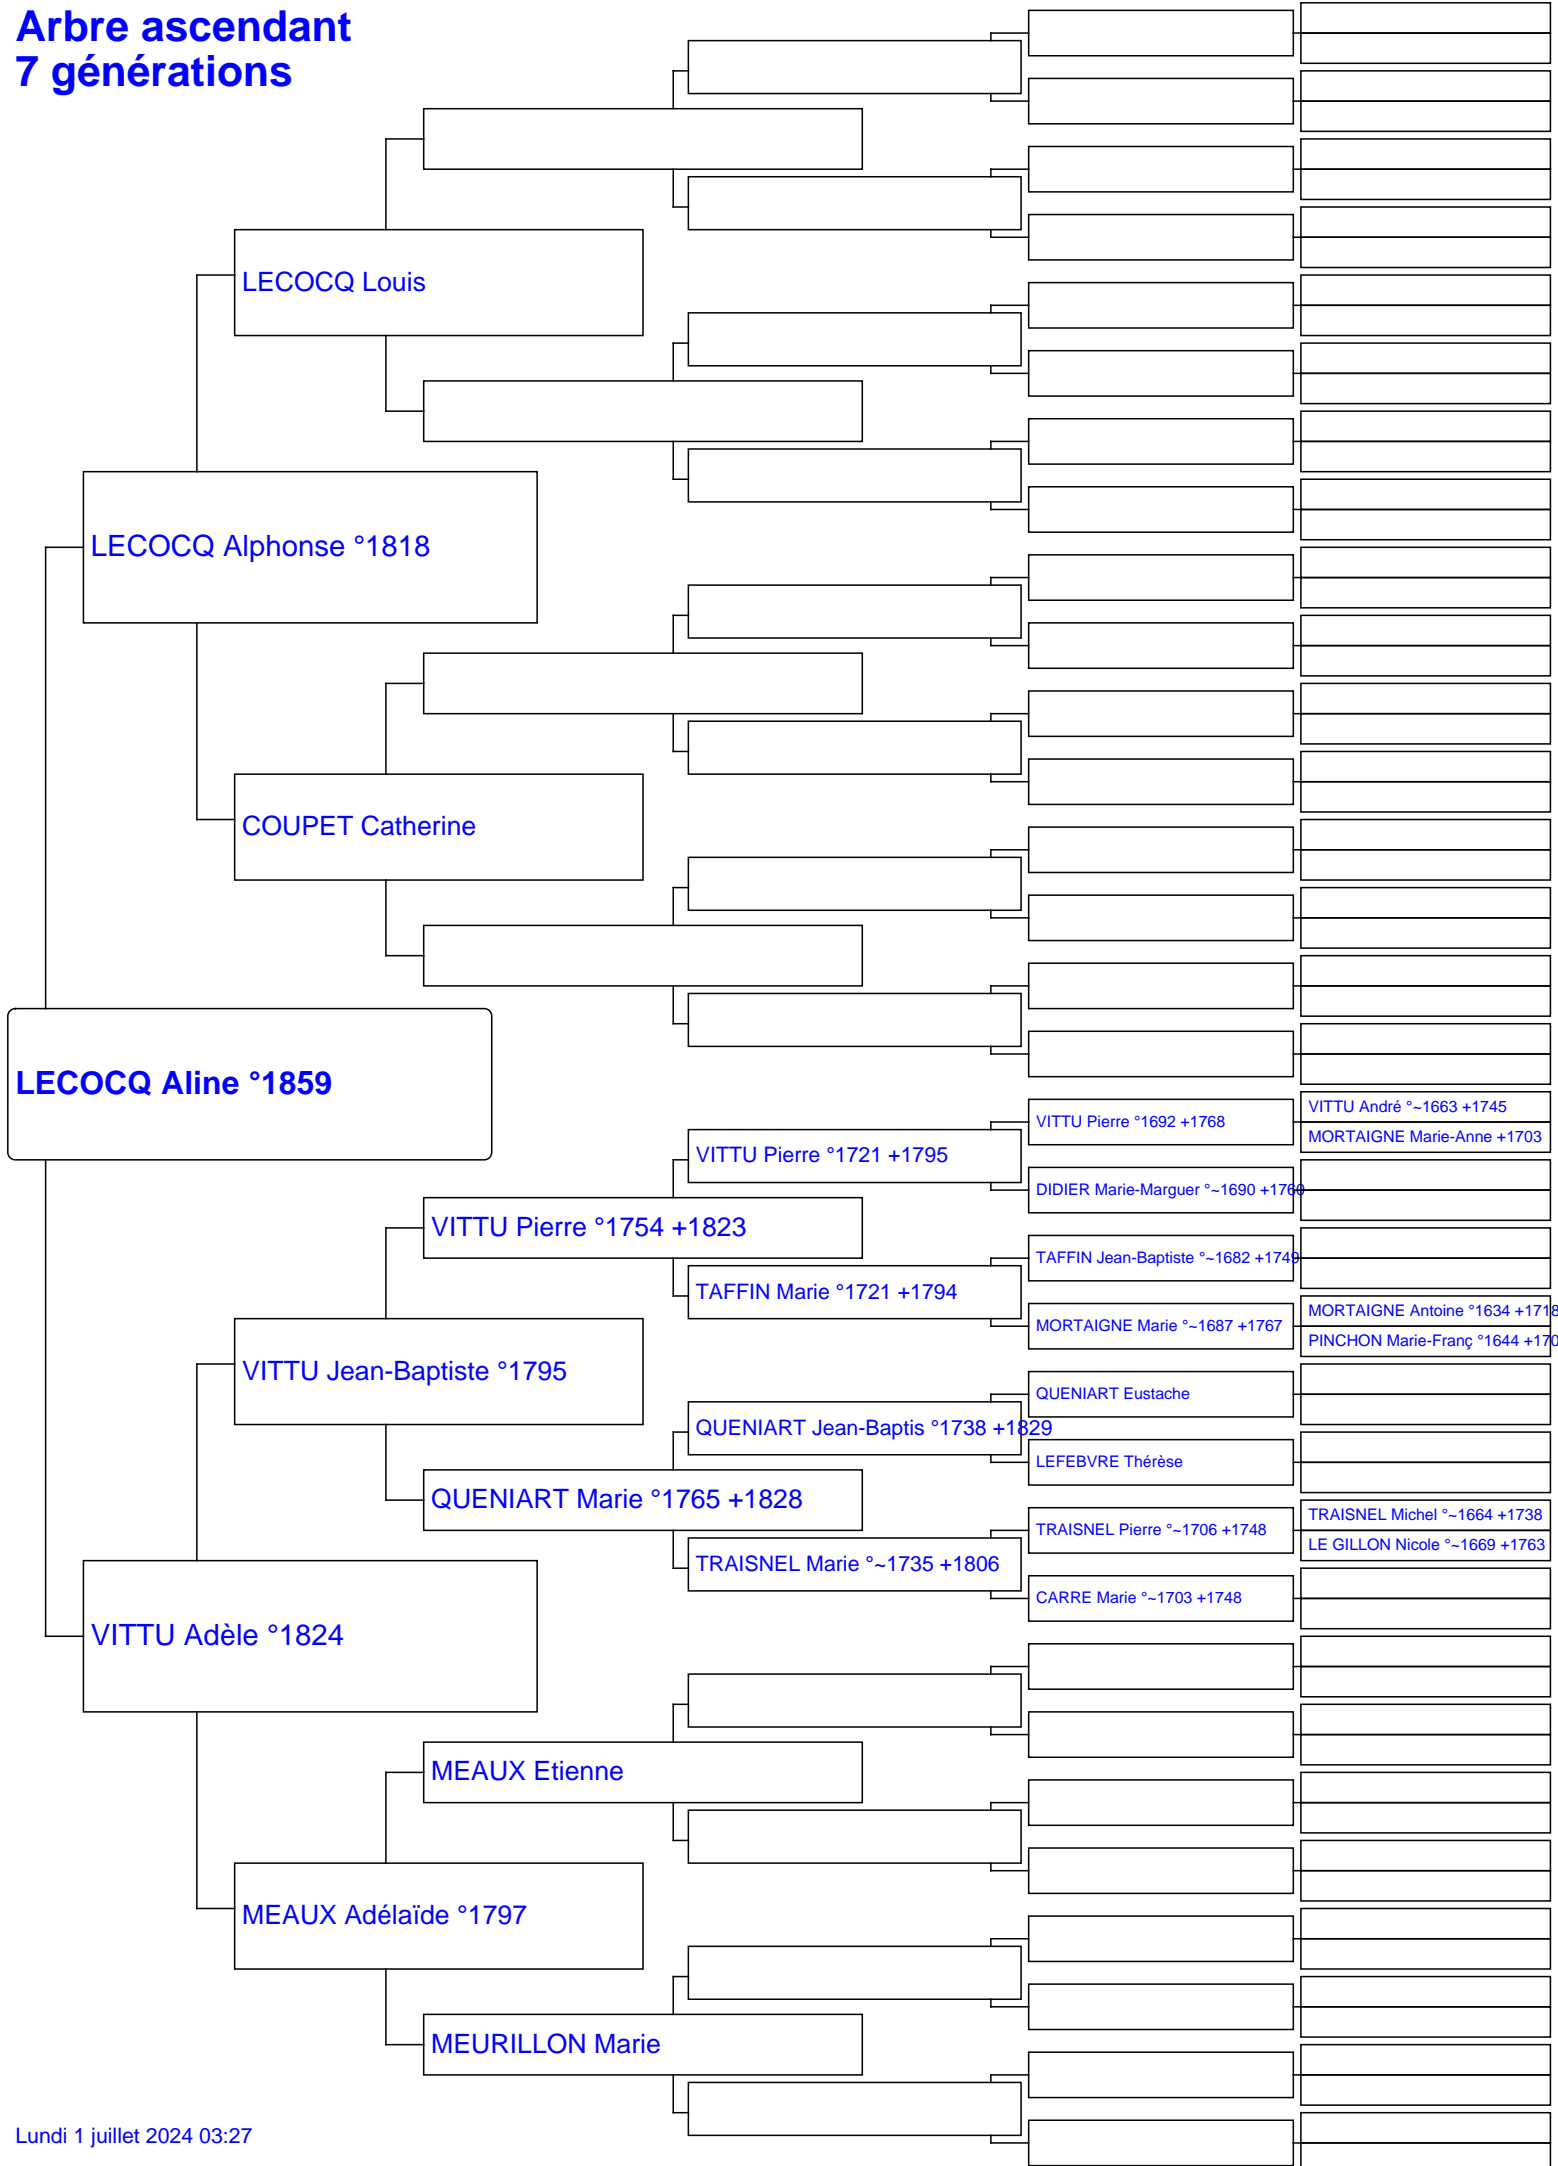 Arbre ascendant
7 générations
LECOCQ Louis
LECOCQ Alphonse °1818
COUPET Catherine
LECOCQ Aline °1859
VITTU André °~1663 +1745
VITTU Pierre °1692 +1768
MORTAIGNE Marie-Anne +1703
VITTU Pierre °1721 +1795
DIDIER Marie-Marguer °~1690 +1760
VITTU Pierre °1754 +1823
TAFFIN Jean-Baptiste °~1682 +1749
TAFFIN Marie °1721 +1794
MORTAIGNE Antoine °1634 +1718
MORTAIGNE Marie °~1687 +1767
PINCHON Marie-Franç °1644 +170
VITTU Jean-Baptiste °1795
QUENIART Eustache
QUENIART Jean-Baptis °1738 +1829
LEFEBVRE Thérèse
QUENIART Marie °1765 +1828
TRAISNEL Michel °~1664 +1738
TRAISNEL Pierre °~1706 +1748
LE GILLON Nicole °~1669 +1763
TRAISNEL Marie °~1735 +1806
CARRE Marie °~1703 +1748
VITTU Adèle °1824
MEAUX Etienne
MEAUX Adélaïde °1797
MEURILLON Marie
Lundi 1 juillet 2024 03:27